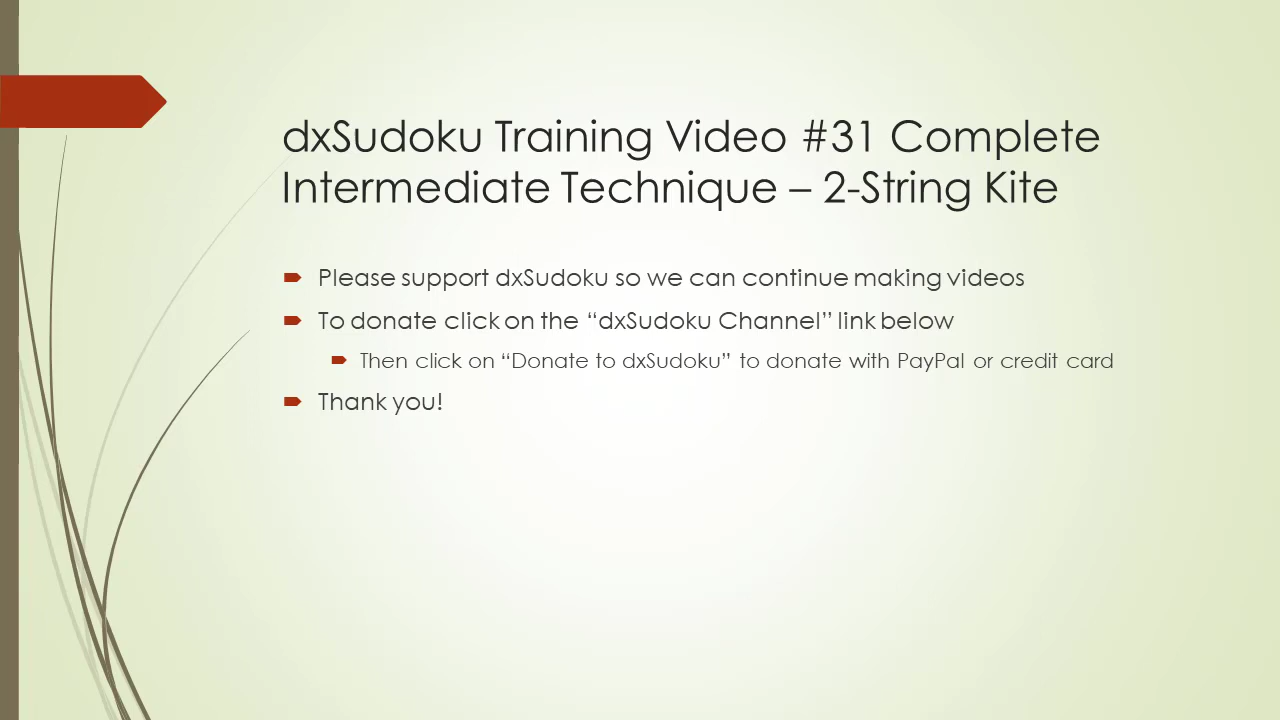 dxSudoku Training Video #31 Complete
Intermediate Technique – 2-String Kite
Please support dxSudoku so we can continue making videos
To donate click on the “dxSudoku Channel” link below
Then click on “Donate to dxSudoku” to donate with PayPal or credit card
Thank you!